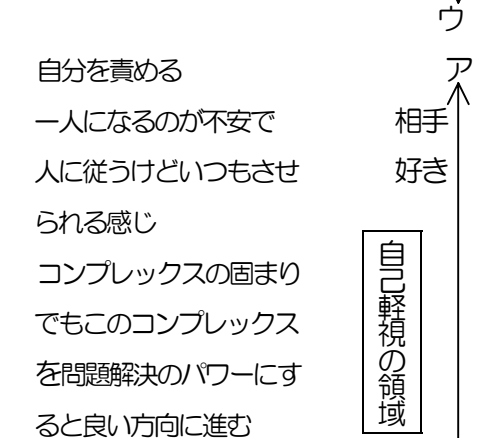 ウ
ア
自分を責める
一人になるのが不安で
人に従うけどいつもさせ
られる感じ
コンプレックスの固まり
でもこのコンプレックス
を問題解決のパワーにす
ると良い方向に進む
相手
好き
自己軽視の領域